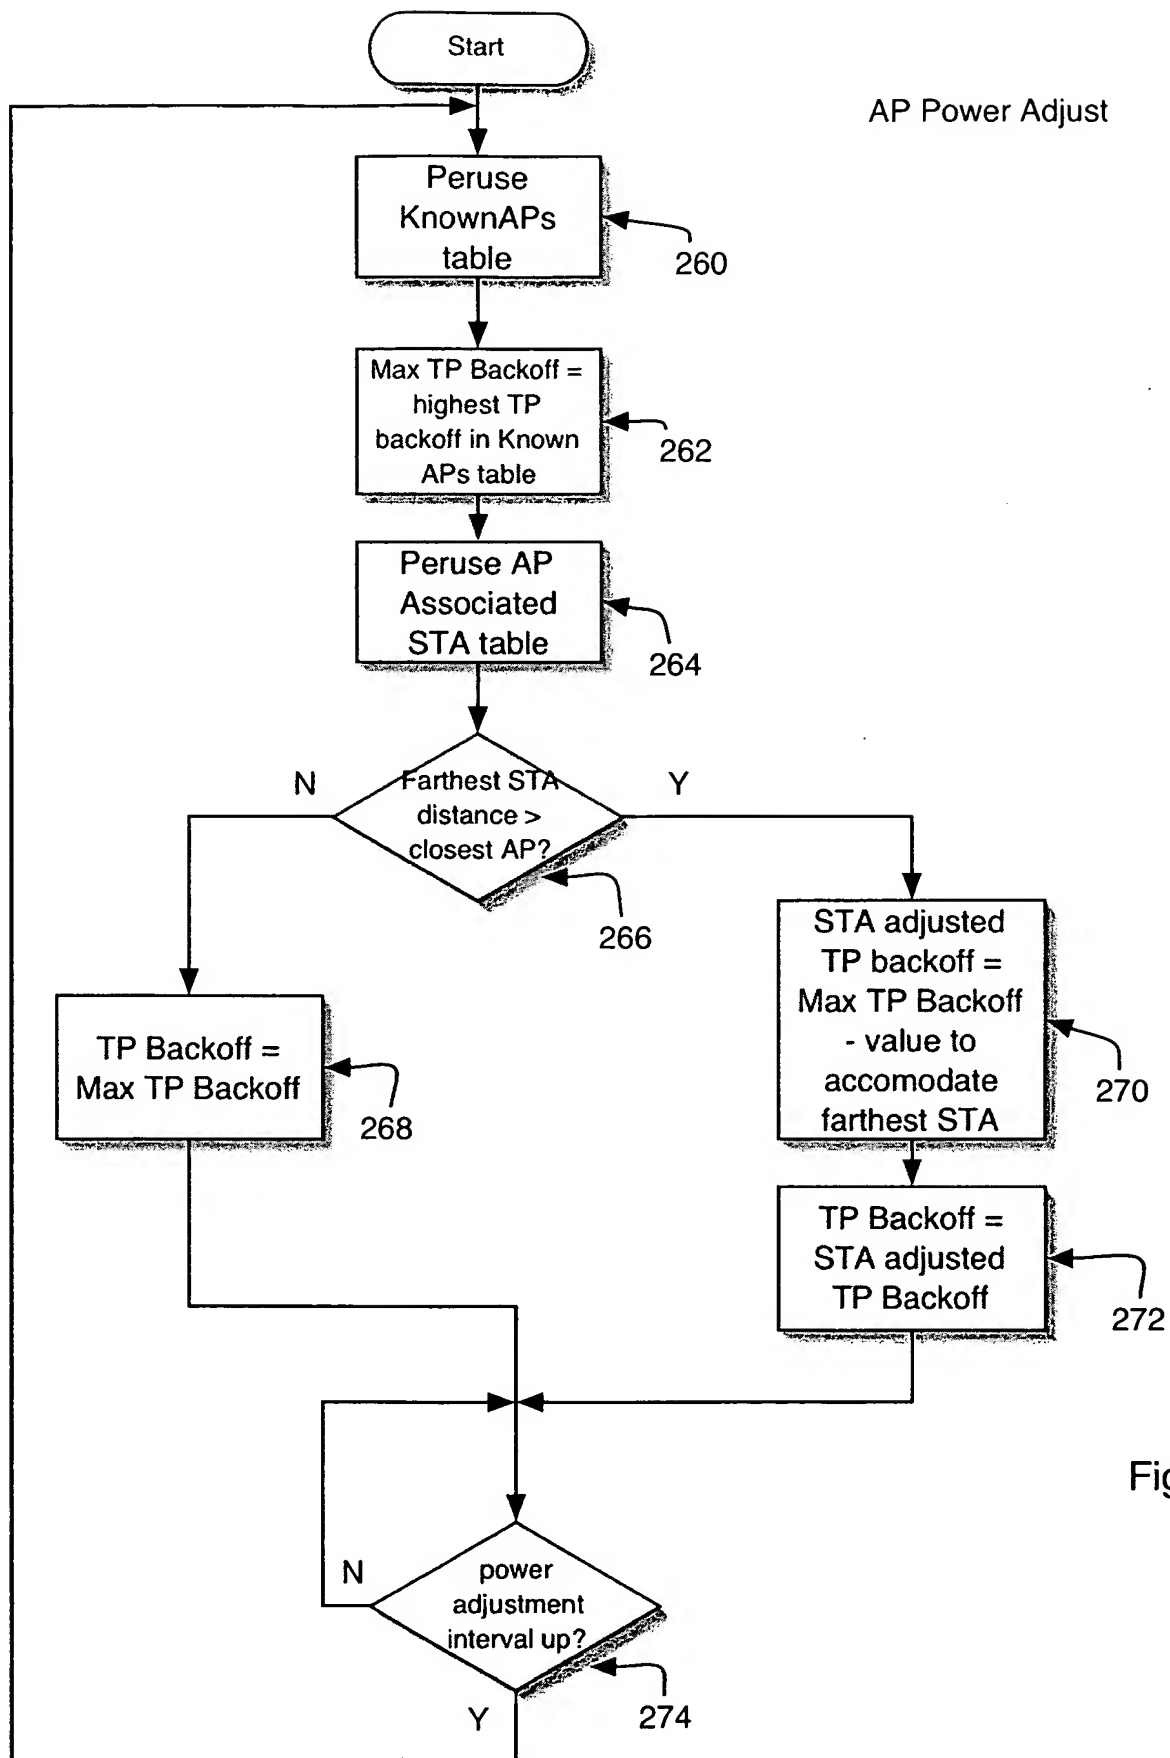 Start
AP Power Adjust
Peruse
KnownAPs
table
260
Max TP Backoff =
highest TP
backoff in Known
APs table
262
Peruse AP
Associated
STA table
264
N
Farthest STA
distance >
closest AP?
Y
266
STA adjusted
TP backoff =
Max TP Backoff
- value to
accomodate
farthest STA
270
TP Backoff =
Max TP Backoff
268
TP Backoff =
STA adjusted
TP Backoff
272
Fig
N
power
adjustment
interval up?
274
Y